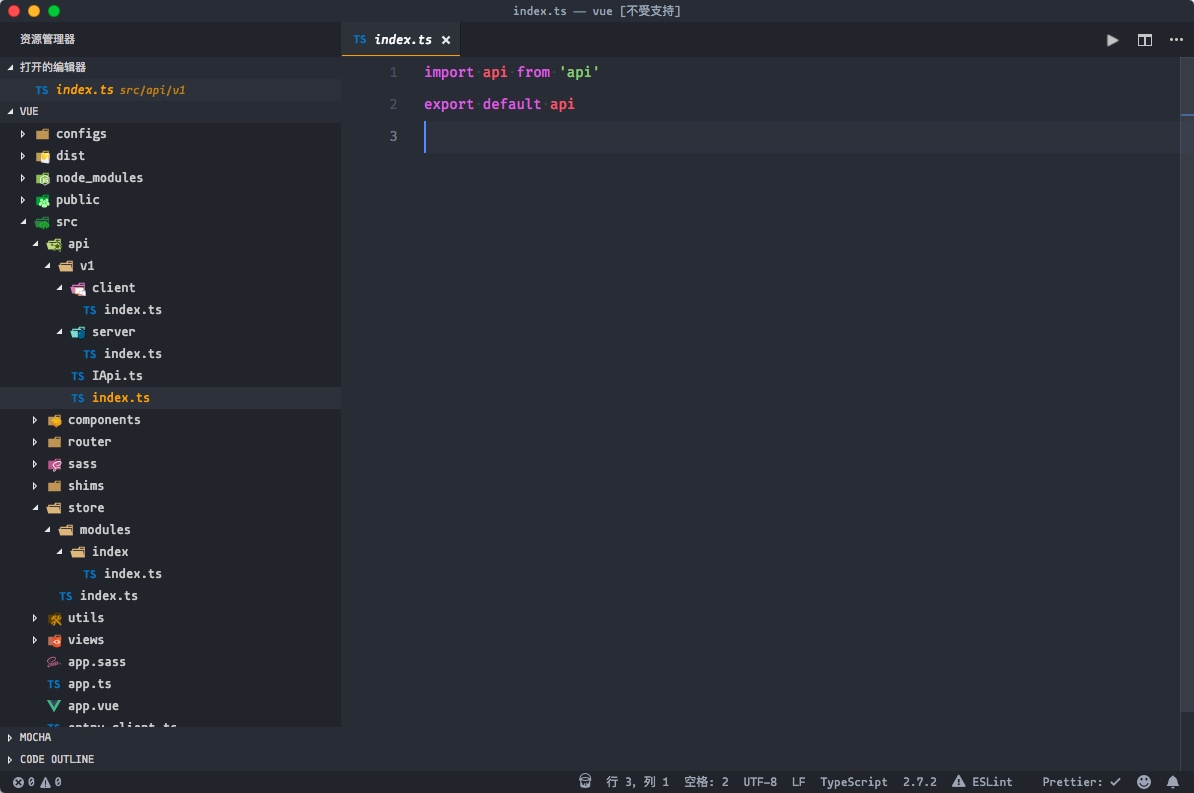 index.ts — vue [不受支持]
资源管理器
打开的编辑器
TS index.ts src/api/v1
VUE
configs
dist
node_modules
public
src
api
v1
client
TS index.ts
server
TS index.ts
TS IApi.ts
TS index.ts
components
router
sass
shims
store
modules
index
TS index.ts
TS index.ts
utils
views
app.sass
TS app.ts
app.vue
TS entry-client.ts
MOCHA
CODE OUTLINE
TS index.ts ×
1 import api from 'api'
2 export default api
3
0 0 行 3, 列 1 空格: 2 UTF-8 LF TypeScript 2.7.2 ESLint Prettier: ✓